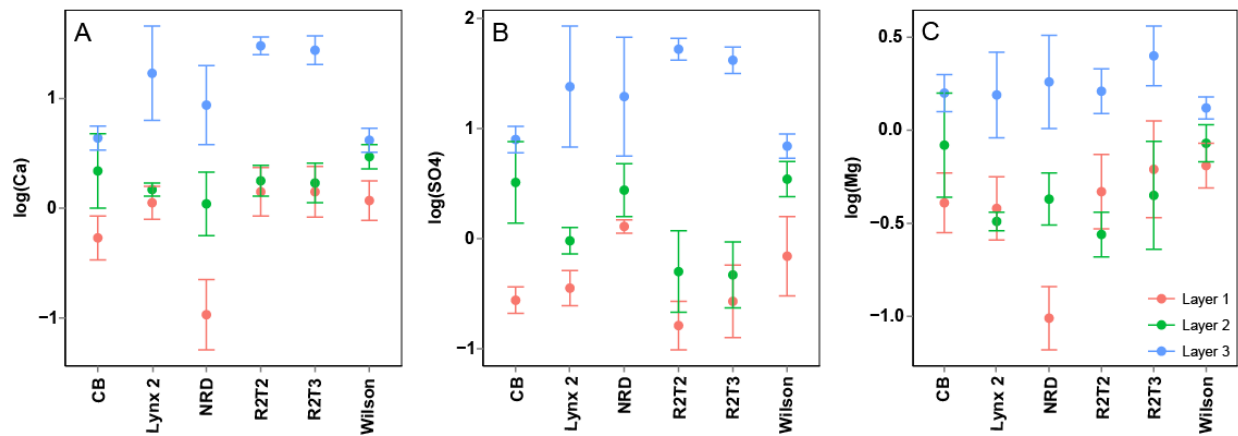 A
log(Ca)
1
0
−1
CB
Lynx 2
NRD
R2T2
R2T3
Wilson
B
log(SO4)
2
1
0
−1
CB
Lynx 2
NRD
R2T2
R2T3
Wilson
C
log(Mg)
0.5
0.0
−0.5
−1.0
Layer 1
Layer 2
Layer 3
CB
Lynx 2
NRD
R2T2
R2T3
Wilson